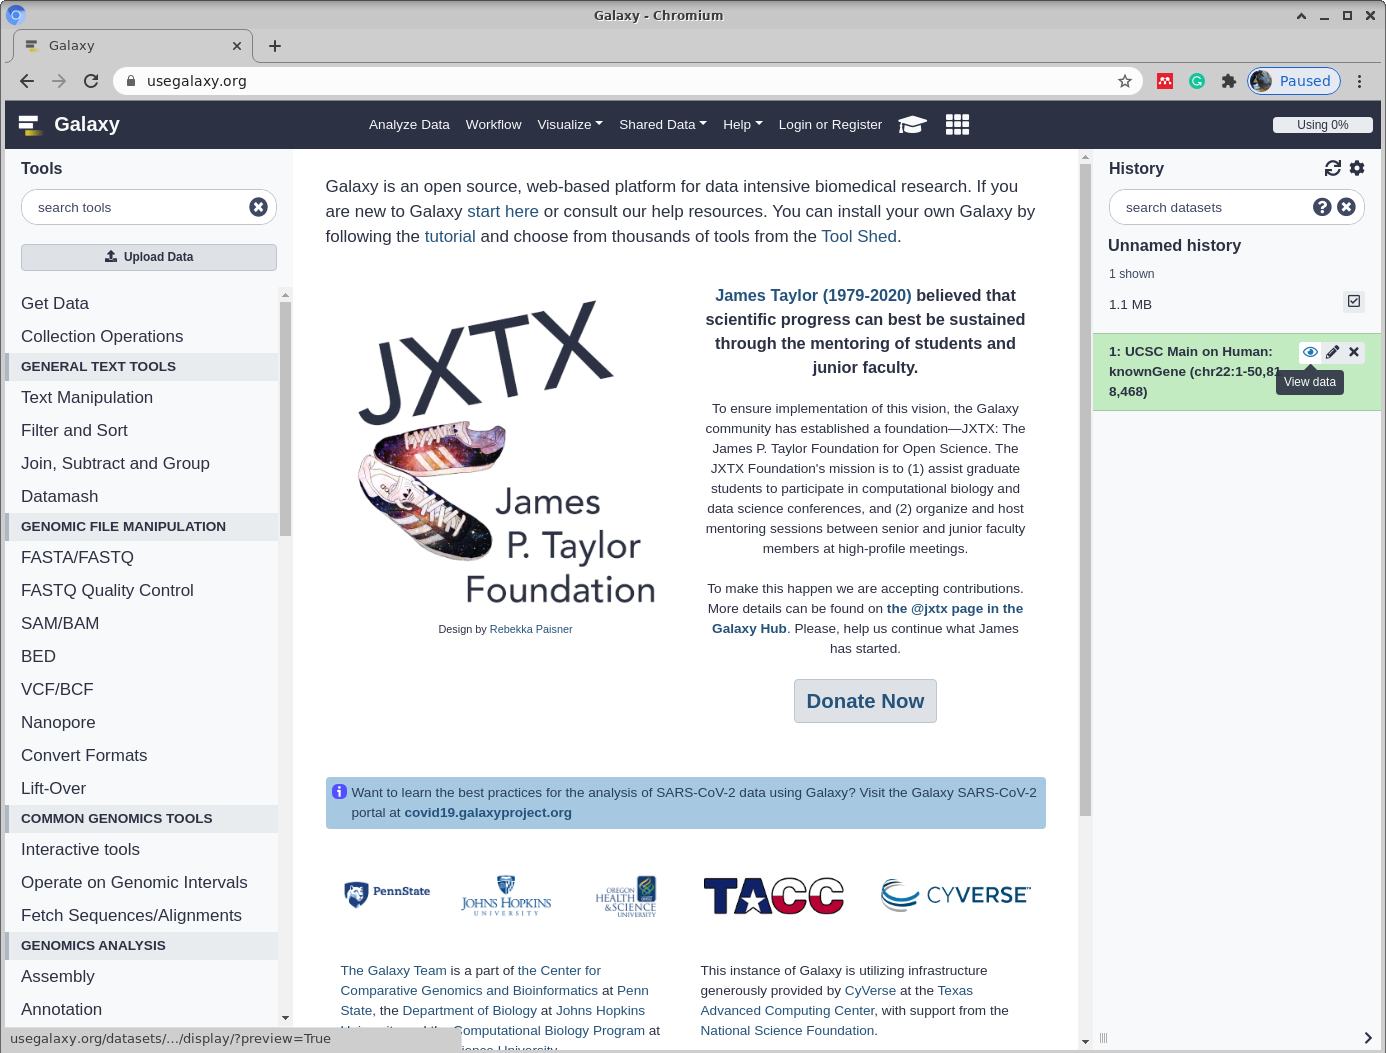 Galaxy - Chromium
Galaxy
usegalaxy.org
Paused
Galaxy
Analyze Data Workflow Visualize Shared Data Help Login or Register
Using 0%
Tools
search tools
Upload Data
Get Data
Collection Operations
GENERAL TEXT TOOLS
Text Manipulation
Filter and Sort
Join, Subtract and Group
Datamash
GENOMIC FILE MANIPULATION
FASTA/FASTQ
FASTQ Quality Control
SAM/BAM
BED
VCF/BCF
Nanopore
Convert Formats
Lift-Over
COMMON GENOMICS TOOLS
Interactive tools
Operate on Genomic Intervals
Fetch Sequences/Alignments
GENOMICS ANALYSIS
Assembly
Annotation
usegalaxy.org/datasets/.../display/?preview=True
Galaxy is an open source, web-based platform for data intensive biomedical research. If you
are new to Galaxy start here or consult our help resources. You can install your own Galaxy by
following the tutorial and choose from thousands of tools from the Tool Shed.
JXTX
James
P. Taylor
Foundation
Design by Rebekka Paisner
James Taylor (1979-2020) believed that
scientific progress can best be sustained
through the mentoring of students and
junior faculty.
To ensure implementation of this vision, the Galaxy
community has established a foundation—JXTX: The
James P. Taylor Foundation for Open Science. The
JXTX Foundation's mission is to (1) assist graduate
students to participate in computational biology and
data science conferences, and (2) organize and host
mentoring sessions between senior and junior faculty
members at high-profile meetings.
To make this happen we are accepting contributions.
More details can be found on the @jxtx page in the
Galaxy Hub. Please, help us continue what James
has started.
Donate Now
Want to learn the best practices for the analysis of SARS-CoV-2 data using Galaxy? Visit the Galaxy SARS-CoV-2
portal at covid19.galaxyproject.org
PennState
JOHNS HOPKINS
UNIVERSITY
OREGON
HEALTH
&SCIENCE
UNIVERSITY
TACC
CYVERSE
The Galaxy Team is a part of the Center for
Comparative Genomics and Bioinformatics at Penn
State, the Department of Biology at Johns Hopkins
Computational Biology Program at
This instance of Galaxy is utilizing infrastructure
generously provided by CyVerse at the Texas
Advanced Computing Center, with support from the
National Science Foundation.
History
search datasets
Unnamed history
1 shown
1.1 MB
1: UCSC Main on Human:
knownGene (chr22:1-50,81
8,468)
View data